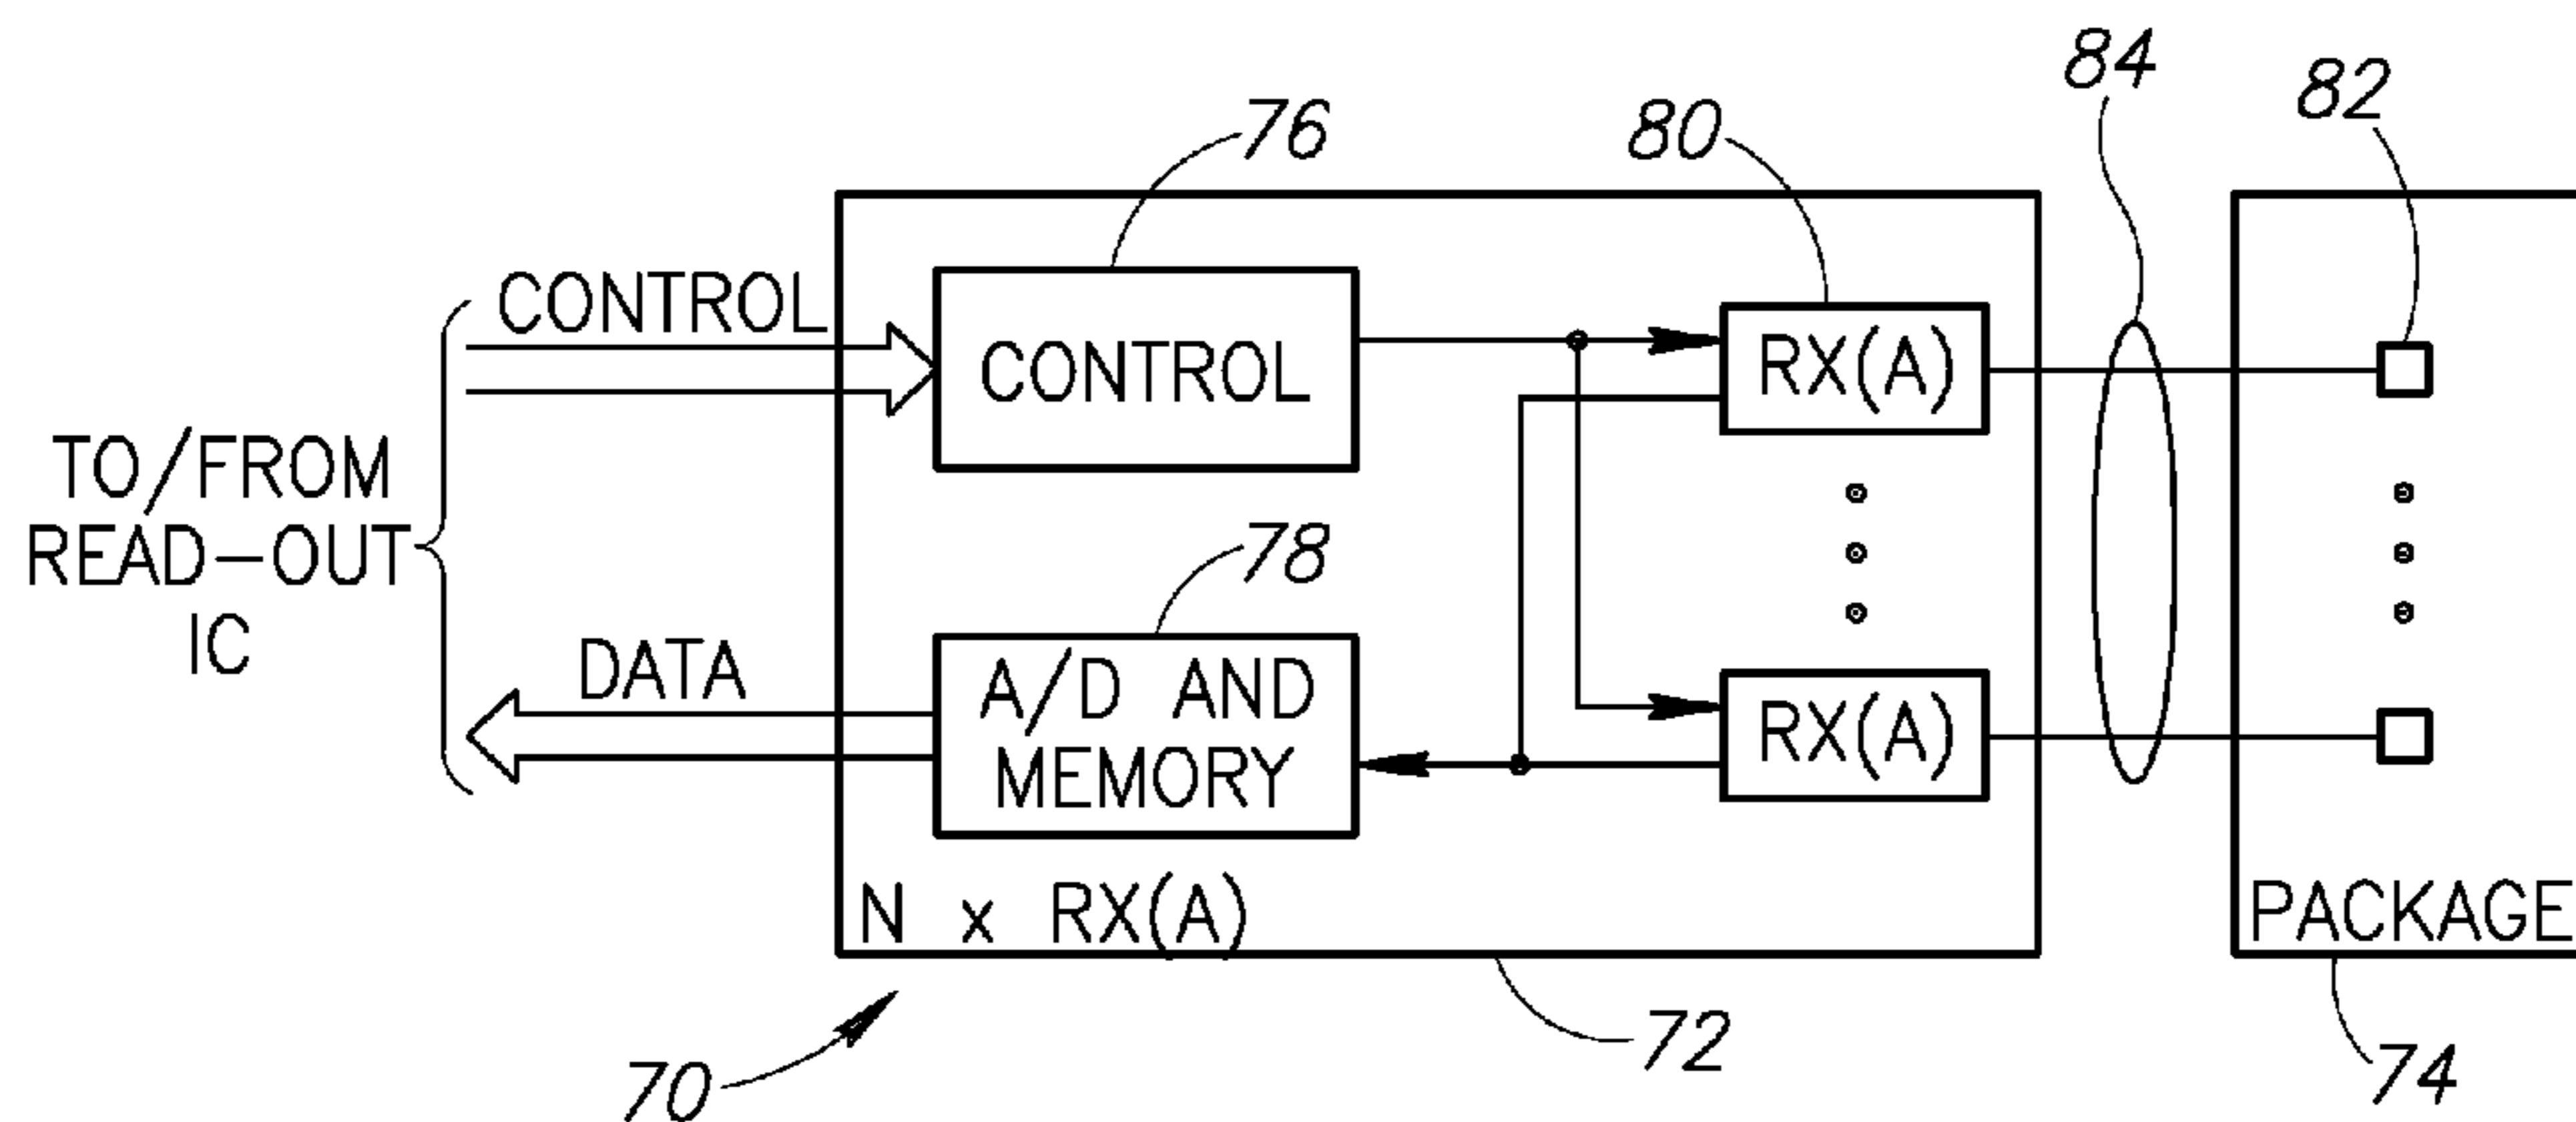 84
82
76
80
CONTROL
CONTROL
RX(A)
TO/FROM
READ-OUT
IC
78
DATA
A/D AND
MEMORY
RX(A)
N x RX(A)
PACKAGE
72
70
74